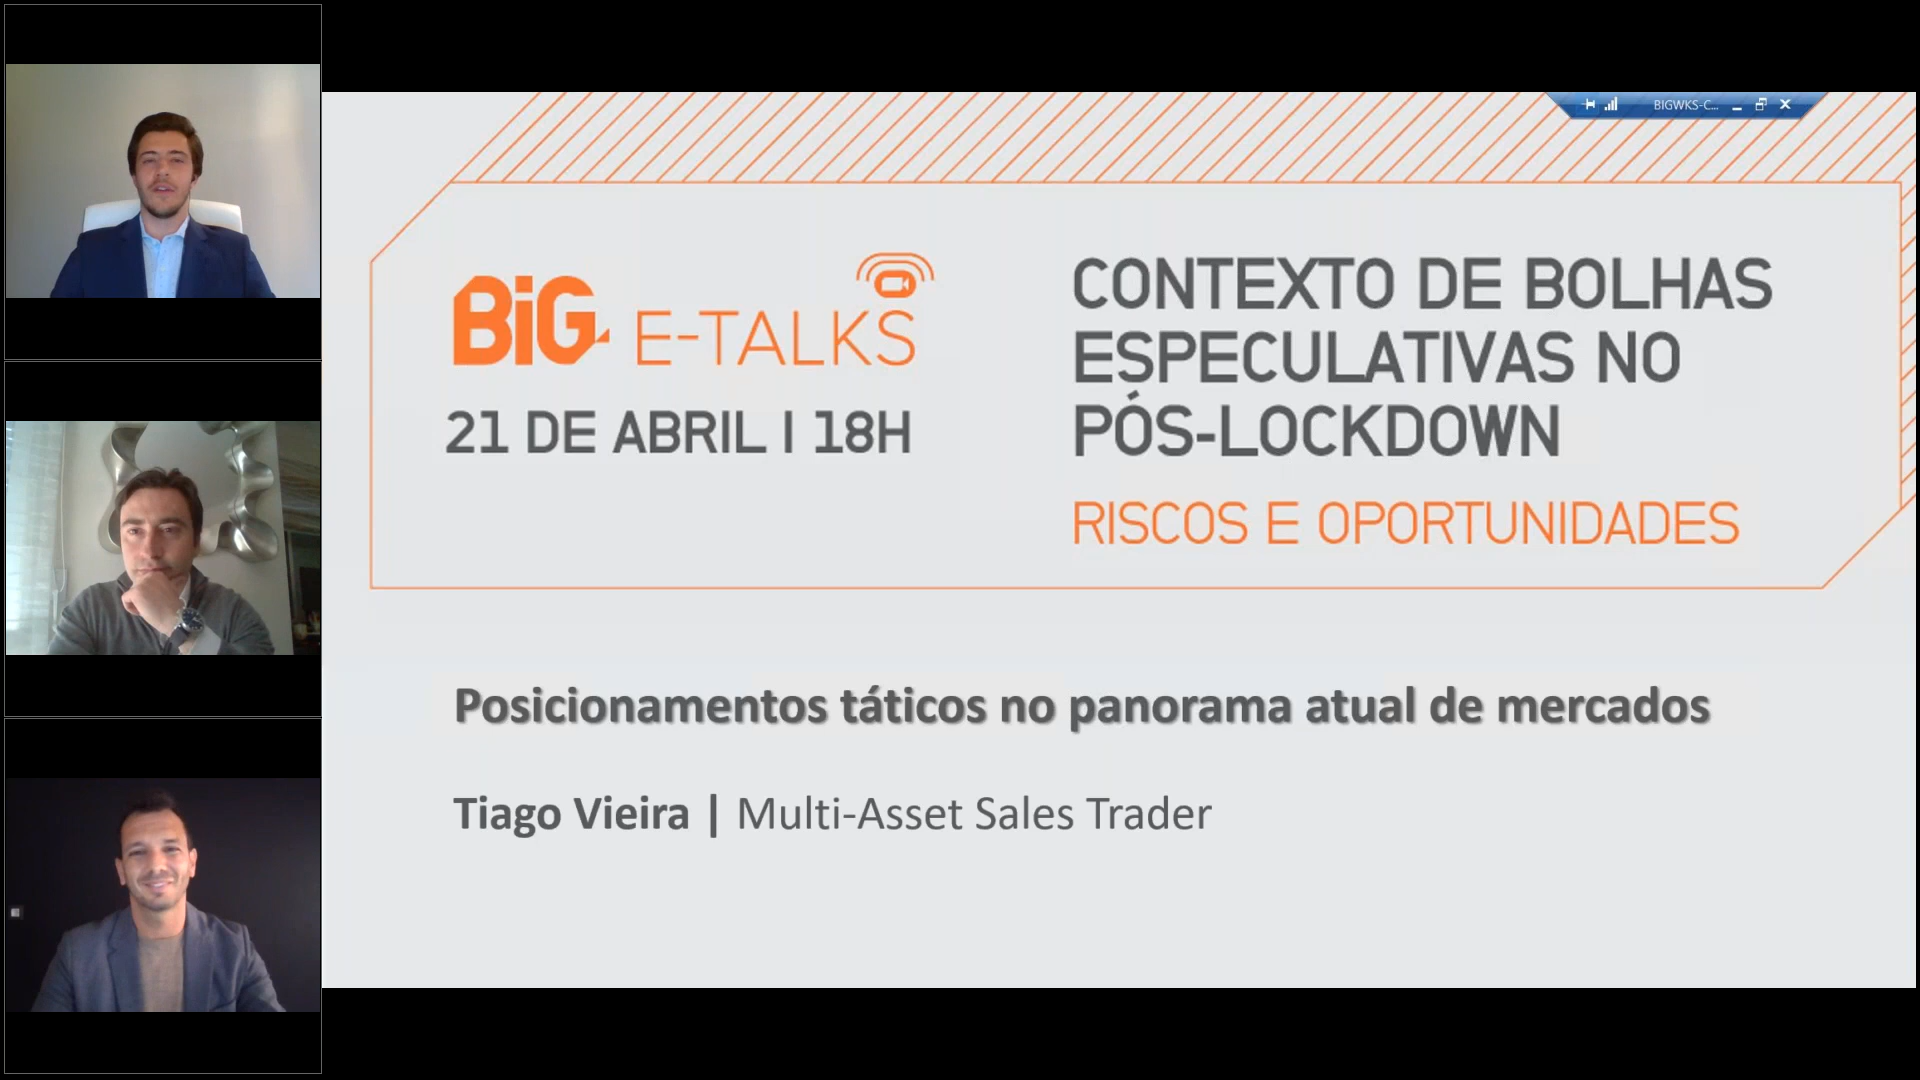 BIGWKS-C...
BiG E-TALKS
21 DE ABRIL | 18H
CONTEXTO DE BOLHAS
ESPECULATIVAS NO
PÓS-LOCKDOWN
RISCOS E OPORTUNIDADES
Posicionamentos táticos no panorama atual de mercados
Tiago Vieira | Multi-Asset Sales Trader